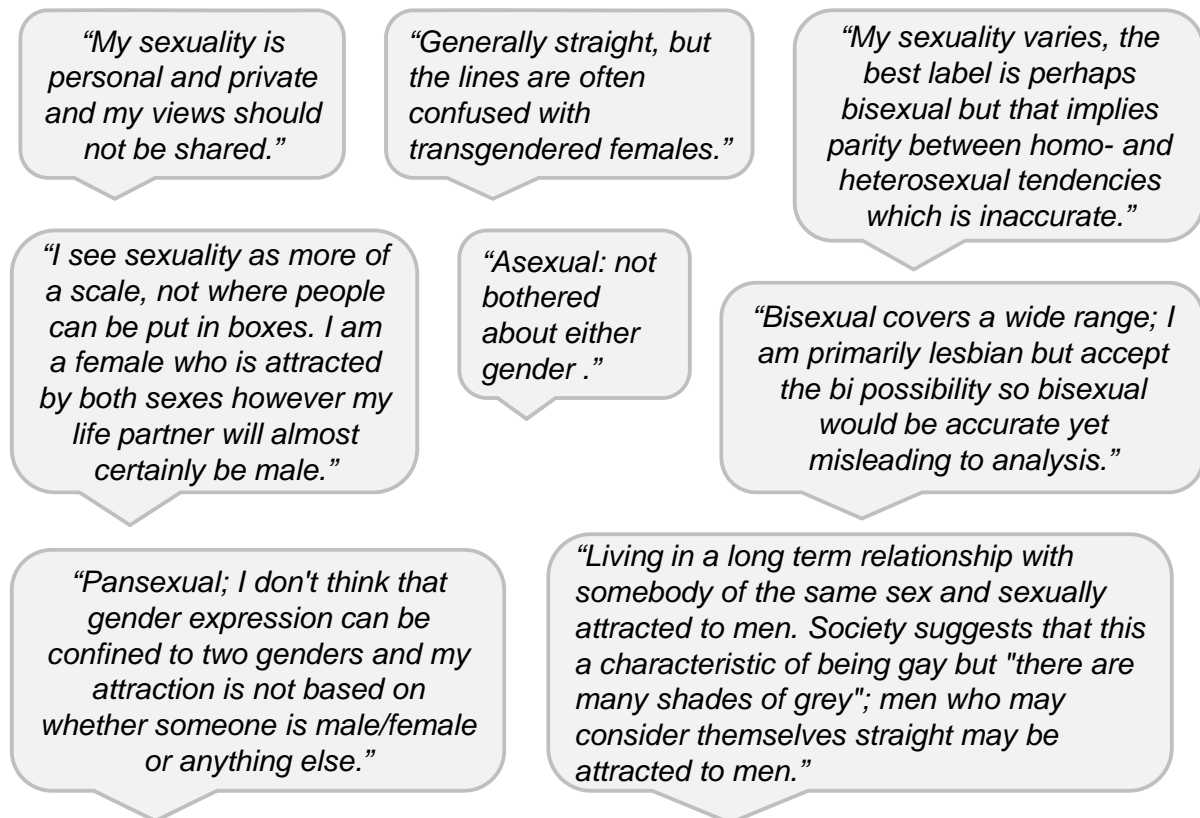 “My sexuality is
personal and private
and my views should
not be shared.”
“Generally straight, but
the lines are often
confused with
transgendered females.”
“My sexuality varies, the
best label is perhaps
bisexual but that implies
parity between homo- and
heterosexual tendencies
which is inaccurate.”
“I see sexuality as more of
a scale, not where people
can be put in boxes. I am
a female who is attracted
by both sexes however my
life partner will almost
certainly be male.”
“Asexual: not
bothered
about either
gender .”
“Bisexual covers a wide range; I
am primarily lesbian but accept
the bi possibility so bisexual
would be accurate yet
misleading to analysis.”
“Pansexual; I don't think that
gender expression can be
confined to two genders and my
attraction is not based on
whether someone is male/female
or anything else.”
“Living in a long term relationship with
somebody of the same sex and sexually
attracted to men. Society suggests that this
a characteristic of being gay but "there are
many shades of grey"; men who may
consider themselves straight may be
attracted to men.”